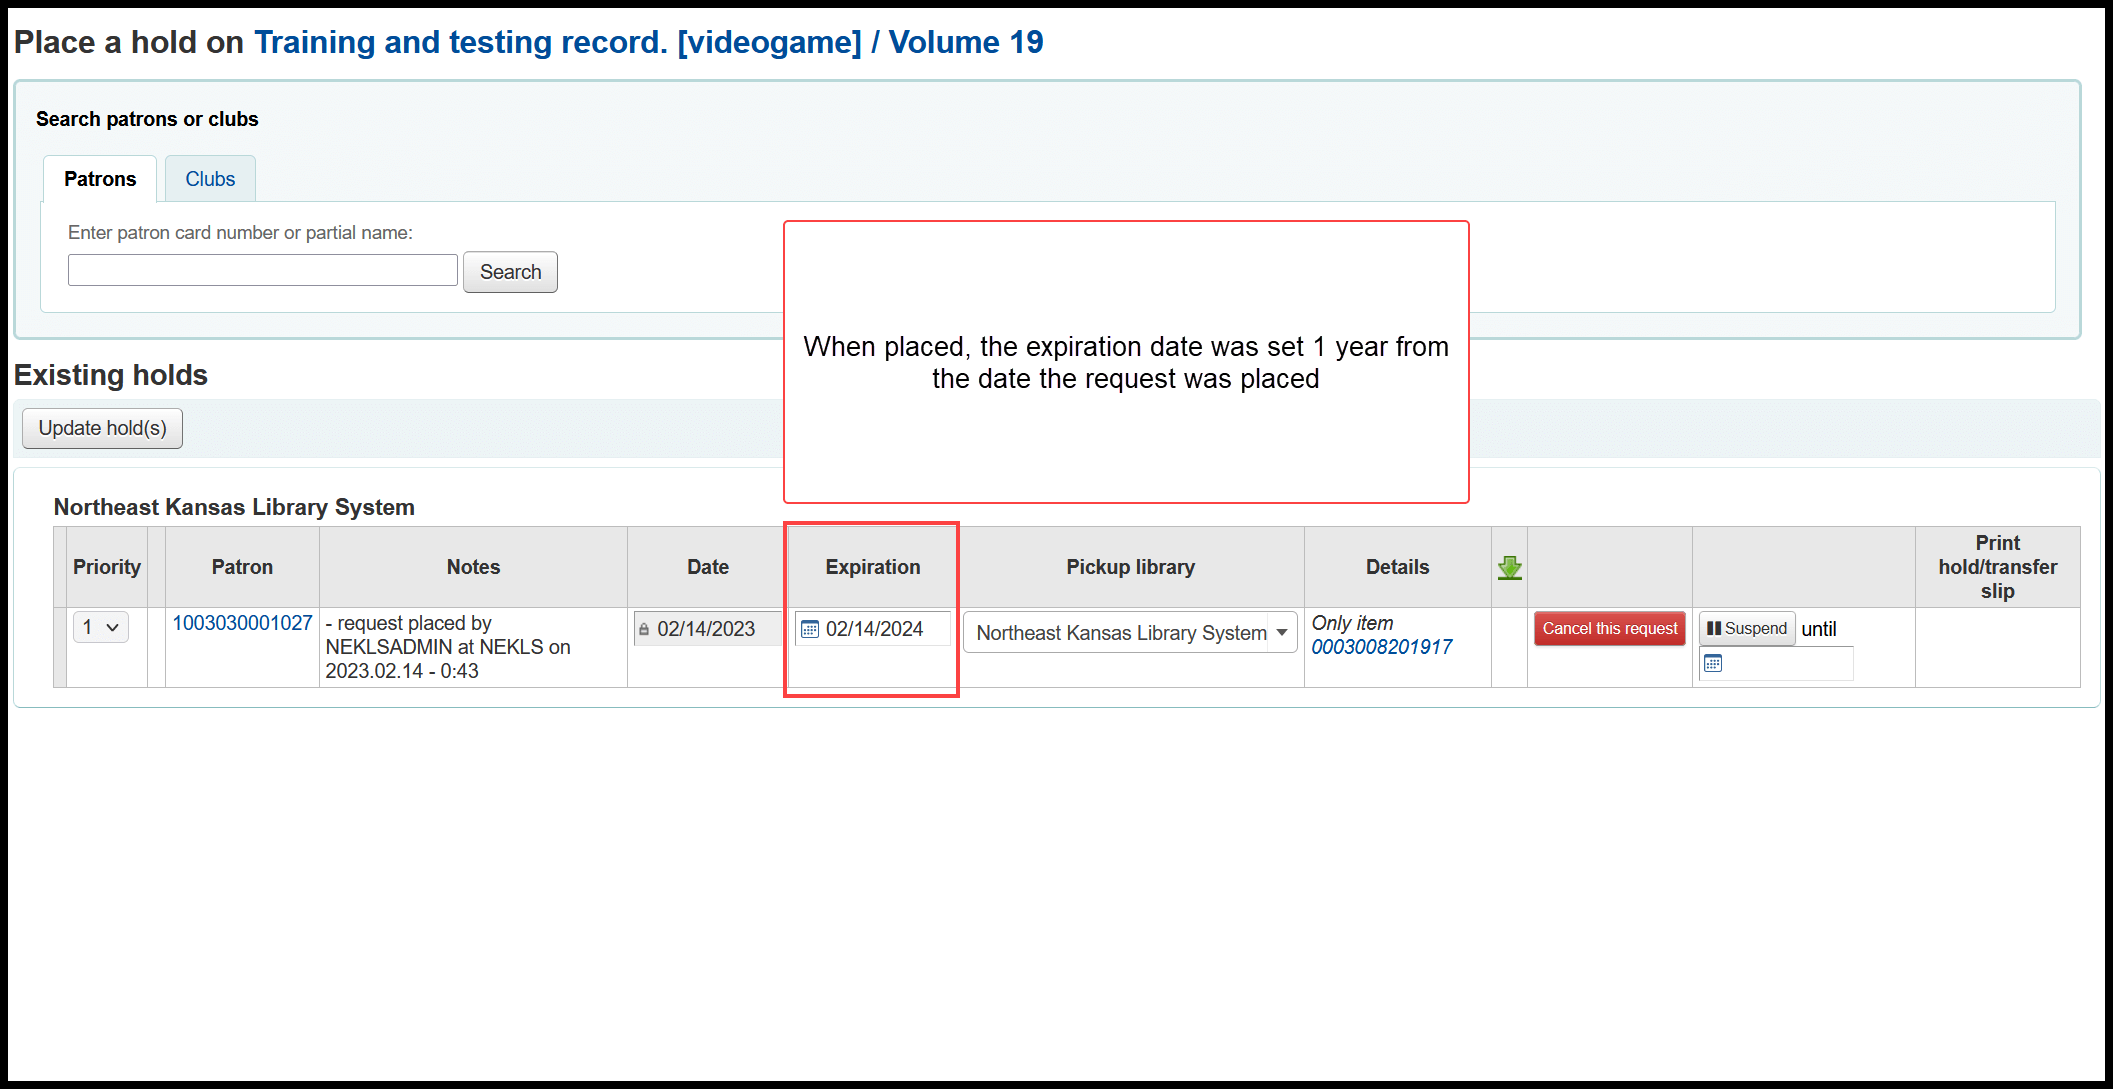 Place a hold on Training and testing record. [videogame] / Volume 19
Search patrons or clubs
Patrons
Clubs
Enter patron card number or partial name:
Search
When placed, the expiration date was set 1 year from
the date the request was placed
Existing holds
Update hold(s)
Northeast Kansas Library System
Priority
Patron
Notes
Date
Expiration
Pickup library
Details
Print
hold/transfer
slip
1
1003030001027
- request placed by
NEKLSADMIN at NEKLS on
2023.02.14 - 0:43
02/14/2023
02/14/2024
Northeast Kansas Library System
Only item
0003008201917
Cancel this request
Suspend until